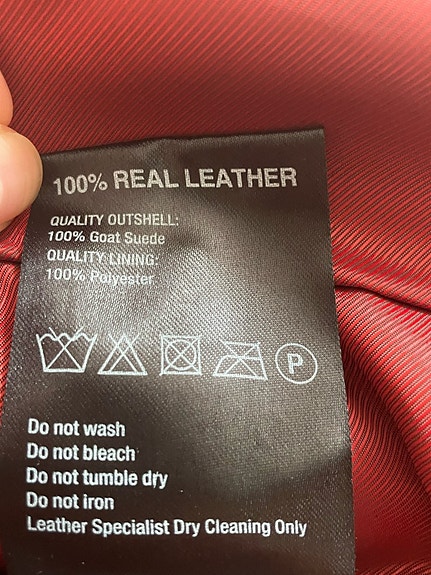 100% REAL LEATHER
QUALITY OUTSHELL:
100% Goat Suede
QUALITY LINING:
100% Polyester
P
Do not wash
Do not bleach
Do not tumble dry
Do not iron
Leather Specialist Dry Cleaning Only